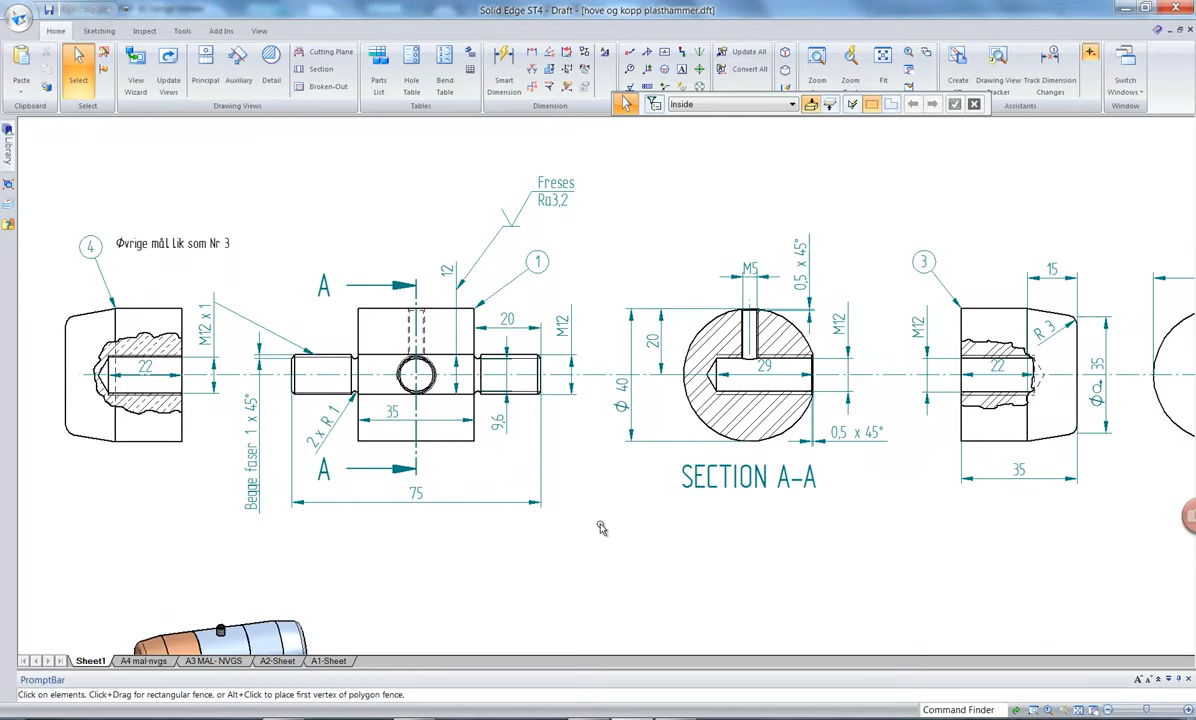 Solid Edge ST4 - Draft - [hove og kopp plasthammer.dft]
Home
Sketching
Inspect
Tools
Add Ins
View
Paste
Select
View
Wizard
Update
Views
Principal
Auxiliary
Detail
Cutting Plane
Section
Broken-Out
Parts
List
Hole
Table
Bend
Table
Smart
Dimension
Update All
Convert All
Zoom
Zoom
Fit
Create
Drawing View
Tracker
Track Dimension
Changes
Switch
Windows
Clipboard
Select
Drawing Views
Tables
Dimension
Assistants
Window
Inside
Library
Freses
Ra3,2
4
Øvrige mål lik som Nr 3
A
12
1
M5
0,5 x 45°
3
15
M12 x 1
20
M12
20
M12
M12
R 3
22
29
22
Ø 40
35
35
9,6
2 x R 1
Begge faser 1 x 45°
0,5 x 45°
A
SECTION A-A
35
75
Sheet1
A4 mal-nvgs
A3 MAL- NVGS
A2-Sheet
A1-Sheet
PromptBar
Click on elements, Click+Drag for rectangular fence, or Alt+Click to place first vertex of polygon fence.
Command Finder